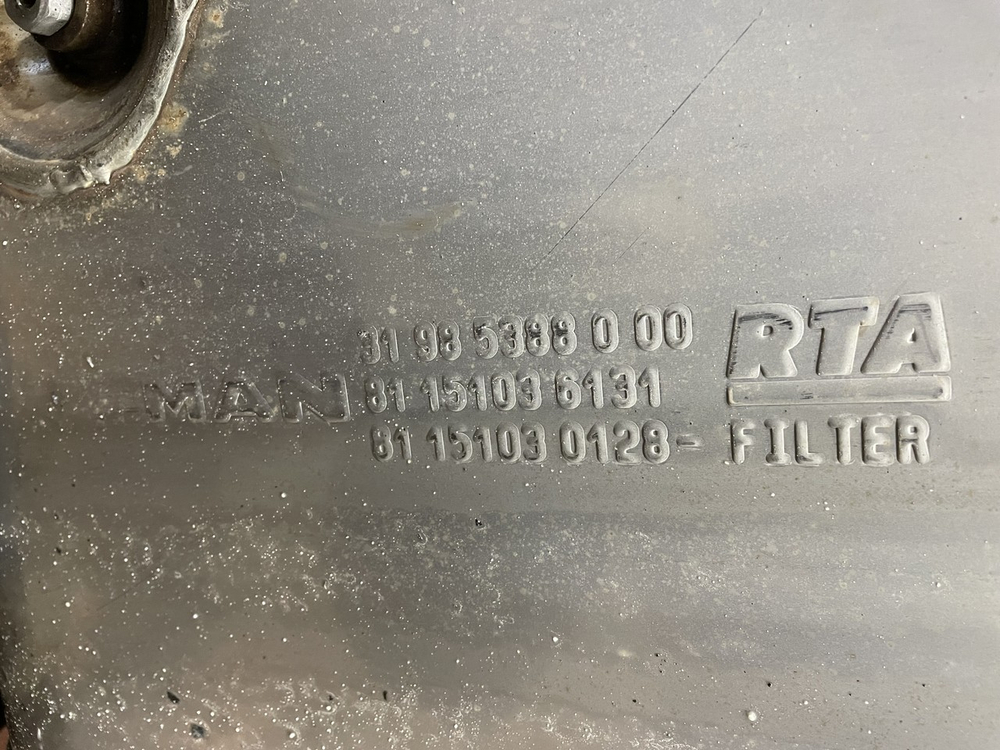 31 98 5388 0 00
MAN 81 15103 6131
81 15103 0128 - FILTER
RTA